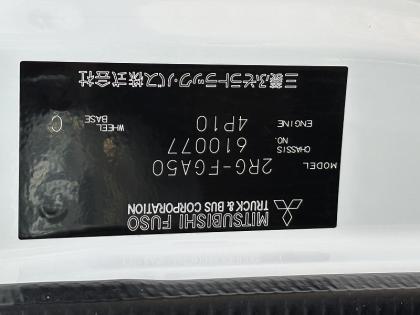 MITSUBISHI FUSO
TRUCK & BUS CORPORATION
MODEL 2RG-FGA50
CHASSIS NO. 610077
ENGINE 4P10 WHEEL BASE C
三菱ふそうトラック・バス株式会社